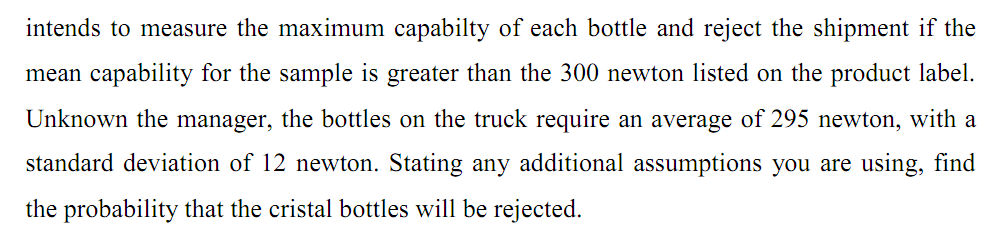 intends to measure the maximum capabilty of each bottle and reject the shipment if the
mean capability for the sample is greater than the 300 newton listed on the product label.
Unknown the manager, the bottles on the truck require an average of 295 newton, with a
standard deviation of 12 newton. Stating any additional assumptions you are using, find
the probability that the cristal bottles will be rejected.